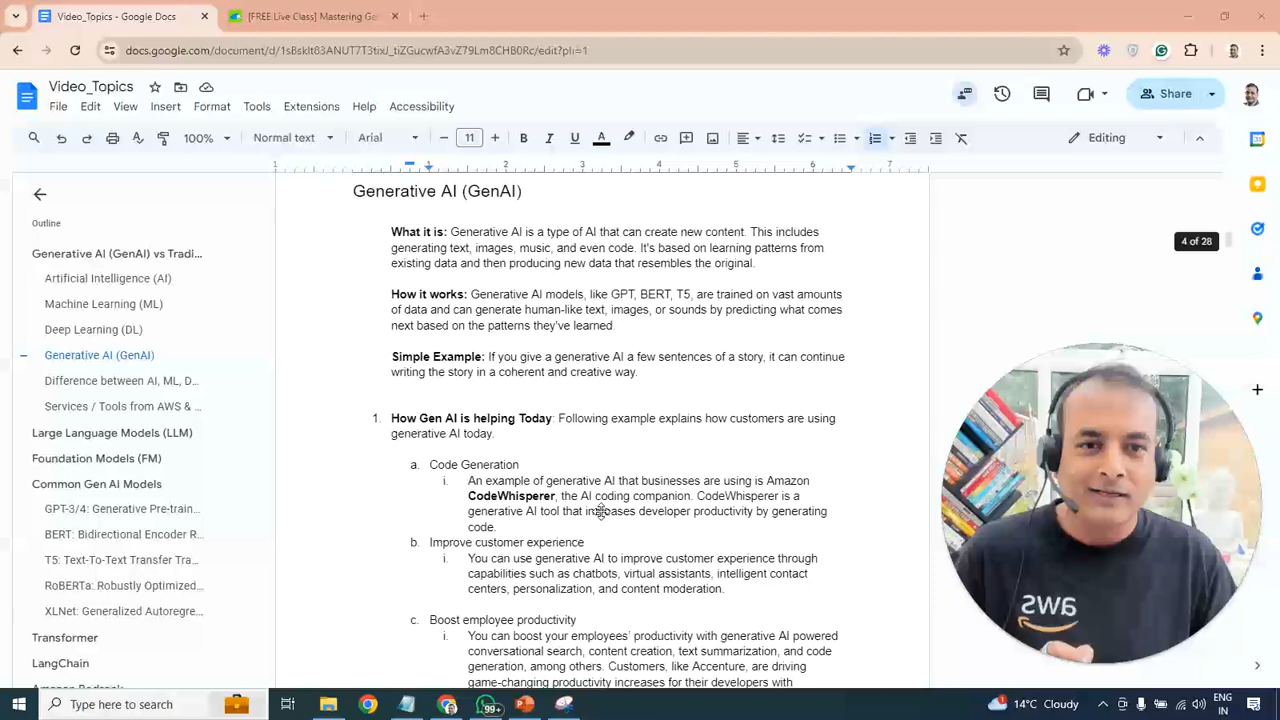 Video_Topics - Google Docs
[FREE Live Class] Mastering Ge
docs.google.com/document/d/1sBsklt63ANUT7T3tixJ_tiZGucwfA3vZ79Lm8CHB0Rc/edit?pli=1
Video_Topics
File Edit View Insert Format Tools Extensions Help Accessibility
Share
100% Normal text Arial 11 B I U A Editing
1 1 2 3 4 5 6 7
Outline
Generative AI (GenAI) vs Tradi...
Artificial Intelligence (AI)
Machine Learning (ML)
Deep Learning (DL)
Generative AI (GenAI)
Difference between AI, ML, D...
Services / Tools from AWS & ...
Large Language Models (LLM)
Foundation Models (FM)
Common Gen AI Models
GPT-3/4: Generative Pre-train...
BERT: Bidirectional Encoder R...
T5: Text-To-Text Transfer Tra...
RoBERTa: Robustly Optimized...
XLNet: Generalized Autoregre...
Transformer
LangChain
Generative AI (GenAI)
What it is: Generative AI is a type of AI that can create new content. This includes
generating text, images, music, and even code. It's based on learning patterns from
existing data and then producing new data that resembles the original.
How it works: Generative AI models, like GPT, BERT, T5, are trained on vast amounts
of data and can generate human-like text, images, or sounds by predicting what comes
next based on the patterns they've learned.
Simple Example: If you give a generative AI a few sentences of a story, it can continue
writing the story in a coherent and creative way.
1. How Gen AI is helping Today: Following example explains how customers are using
generative AI today.
a. Code Generation
i. An example of generative AI that businesses are using is Amazon
CodeWhisperer, the AI coding companion. CodeWhisperer is a
generative AI tool that increases developer productivity by generating
code.
b. Improve customer experience
i. You can use generative AI to improve customer experience through
capabilities such as chatbots, virtual assistants, intelligent contact
centers, personalization, and content moderation.
c. Boost employee productivity
i. You can boost your employees' productivity with generative AI powered
conversational search, content creation, text summarization, and code
generation, among others. Customers, like Accenture, are driving
game-changing productivity increases for their developers with
4 of 28
aws
Type here to search
99+
14°C Cloudy
ENG
IN